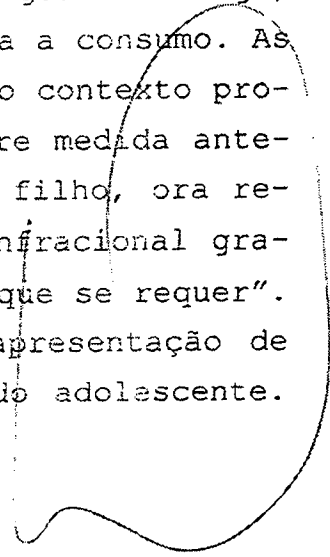 a a consumo. As
o contexto pro-
re medida ante-
filho, ora re-
nfracional gra-
que se requer".
apresentação de
do adolescente.